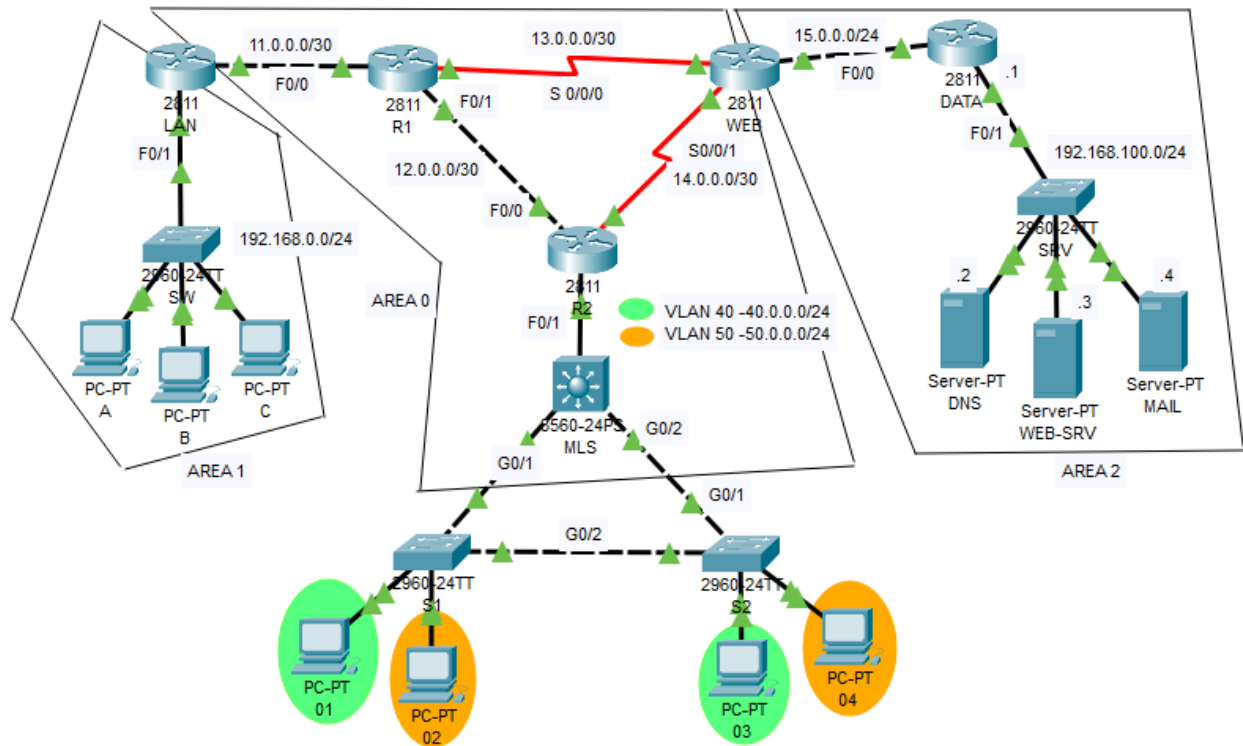 11.0.0.0/30
F0/0
2811
LAN
2811
R1
F0/1
13.0.0.0/30
S 0/0/0
2811
WEB
15.0.0.0/24
F0/0
2811
DATA
.1
F0/1
192.168.100.0/24
F0/1
12.0.0.0/30
F0/0
S0/0/1
14.0.0.0/30
192.168.0.0/24
2960-24TT
SW
2811
R2
2960-24TT
SRV
AREA 0
F0/1
VLAN 40 -40.0.0.0/24
VLAN 50 -50.0.0.0/24
.2
.3
.4
PC-PT
A
PC-PT
B
PC-PT
C
3560-24PS
MLS
Server-PT
DNS
Server-PT
WEB-SRV
Server-PT
MAIL
AREA 1
AREA 2
G0/1
G0/2
G0/1
G0/2
2960-24TT
S1
2960-24TT
S2
PC-PT
01
PC-PT
02
PC-PT
03
PC-PT
04